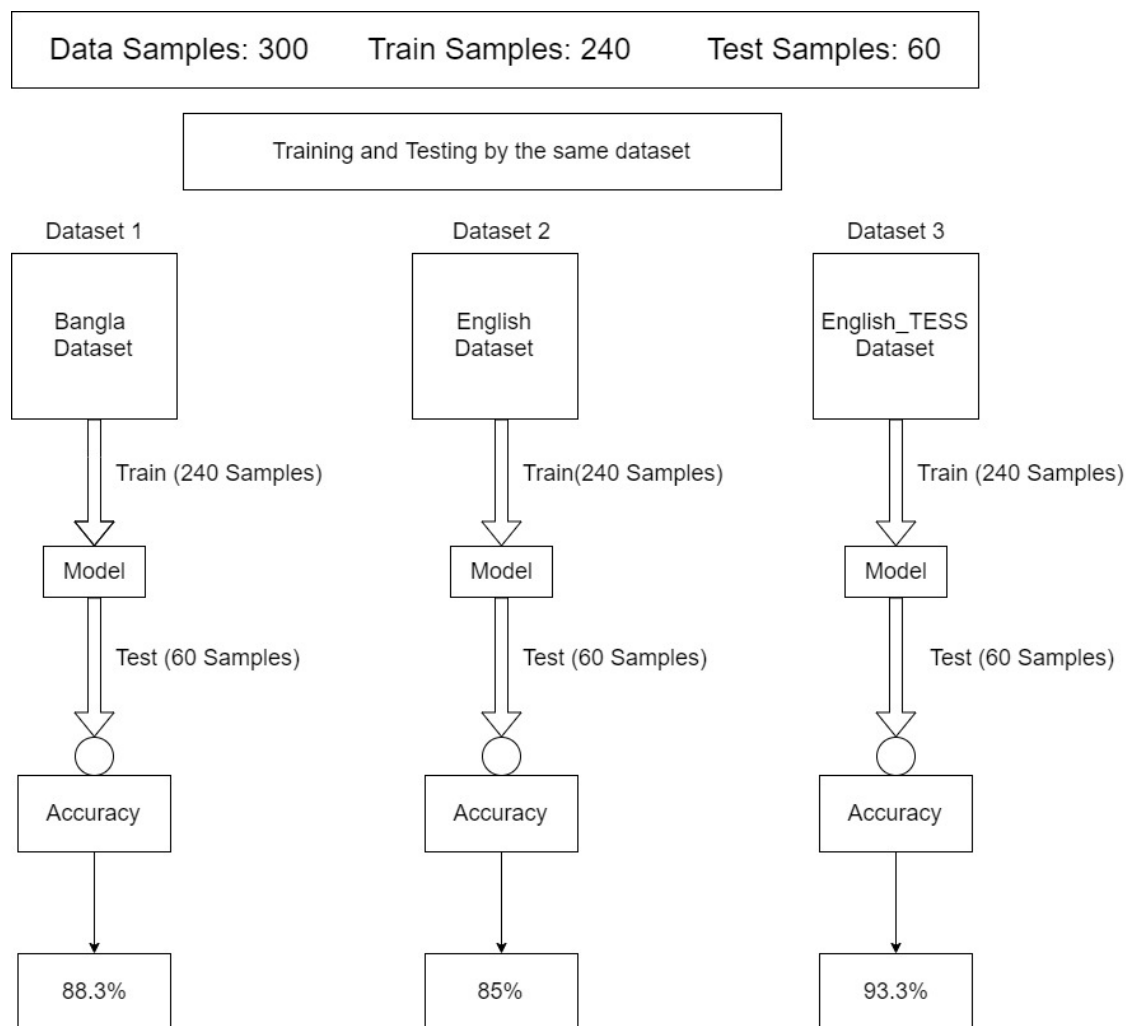 Data Samples: 300 Train Samples: 240 Test Samples: 60
Training and Testing by the same dataset
Dataset 1 Dataset 2 Dataset 3
Bangla English English_TESS
Dataset Dataset Dataset
Train (240 Samples) Train(240 Samples) Train (240 Samples)
Model Model Model
Test (60 Samples) Test (60 Samples) Test (60 Samples)
Accuracy Accuracy Accuracy
88.3% 85% 93.3%